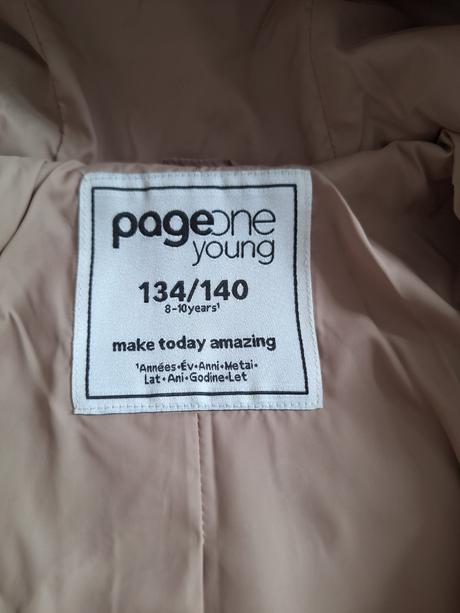 pageone
young
134/140
8-10years¹
make today amazing
¹Années•Év•Anni•Metai•
Lat•Ani•Godine•Let